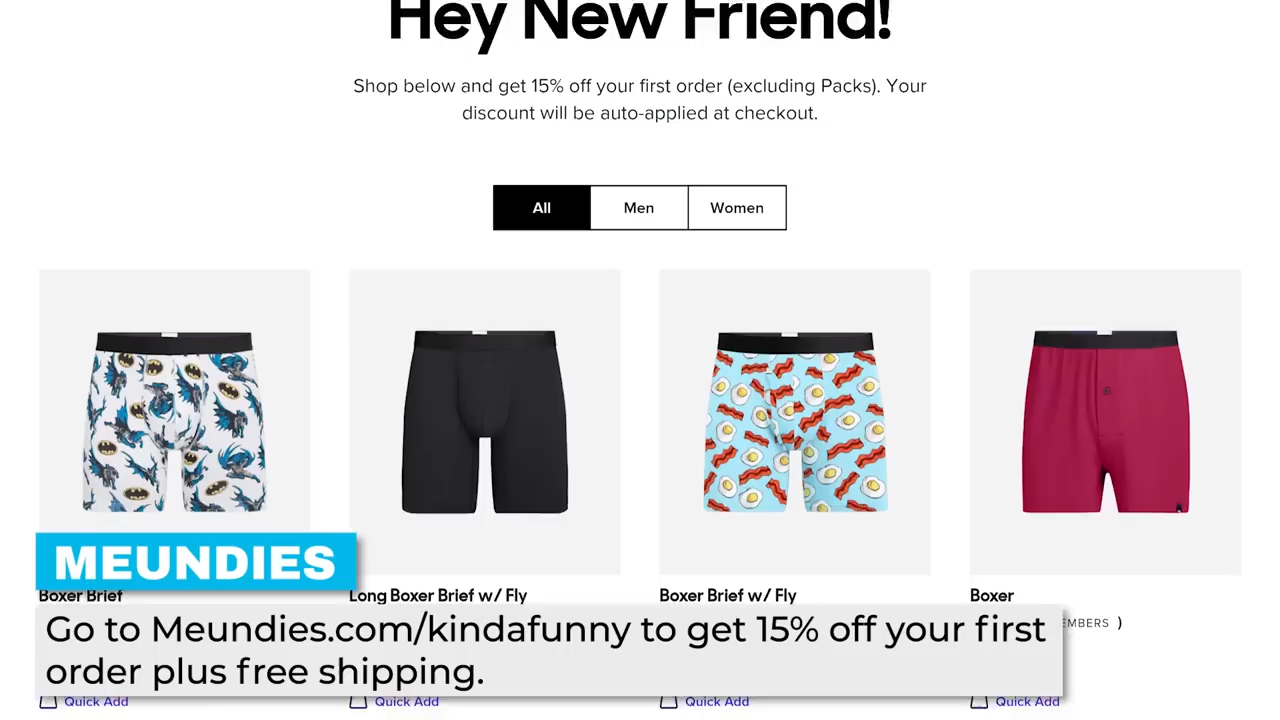 Hey New Friend!
Shop below and get 15% off your first order (excluding Packs). Your
discount will be auto-applied at checkout.
All Men Women
MEUNDIES
Boxer Brief Long Boxer Brief w/ Fly Boxer Brief w/ Fly Boxer
Go to Meundies.com/kindafunny to get 15% off your first
order plus free shipping.
Quick Add Quick Add Quick Add Quick Add